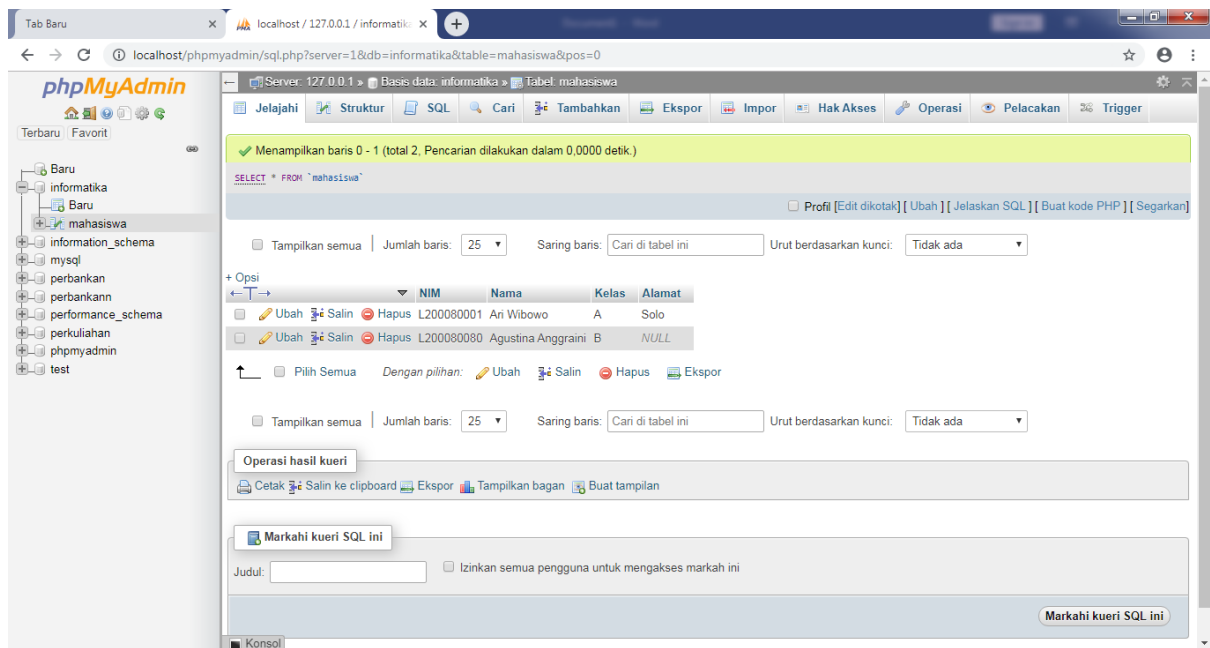 Tab Baru
localhost / 127.0.0.1 / informatika
localhost/phpmyadmin/sql.php?server=1&db=informatika&table=mahasiswa&pos=0
phpMyAdmin
Terbaru Favorit
Baru
informatika
Baru
mahasiswa
information_schema
mysql
perbankan
perbankann
performance_schema
perkuliahan
phpmyadmin
test
Server: 127.0.0.1 » Basis data: informatika » Tabel: mahasiswa
Jelajahi Struktur SQL Cari Tambahkan Ekspor Impor Hak Akses Operasi Pelacakan Trigger
Menampilkan baris 0 - 1 (total 2, Pencarian dilakukan dalam 0,0000 detik.)
SELECT * FROM `mahasiswa`
Profil [Edit dikotak] [ Ubah ] [ Jelaskan SQL ] [ Buat kode PHP ] [ Segarkan]
Tampilkan semua Jumlah baris: 25 Saring baris: Cari di tabel ini Urut berdasarkan kunci: Tidak ada
+ Opsi
←T→ NIM Nama Kelas Alamat
Ubah Salin Hapus L200080001 Ari Wibowo A Solo
Ubah Salin Hapus L200080080 Agustina Anggraini B NULL
Pilih Semua Dengan pilihan: Ubah Salin Hapus Ekspor
Tampilkan semua Jumlah baris: 25 Saring baris: Cari di tabel ini Urut berdasarkan kunci: Tidak ada
Operasi hasil kueri
Cetak Salin ke clipboard Ekspor Tampilkan bagan Buat tampilan
Markahi kueri SQL ini
Judul: Izinkan semua pengguna untuk mengakses markah ini
Markahi kueri SQL ini
Konsol